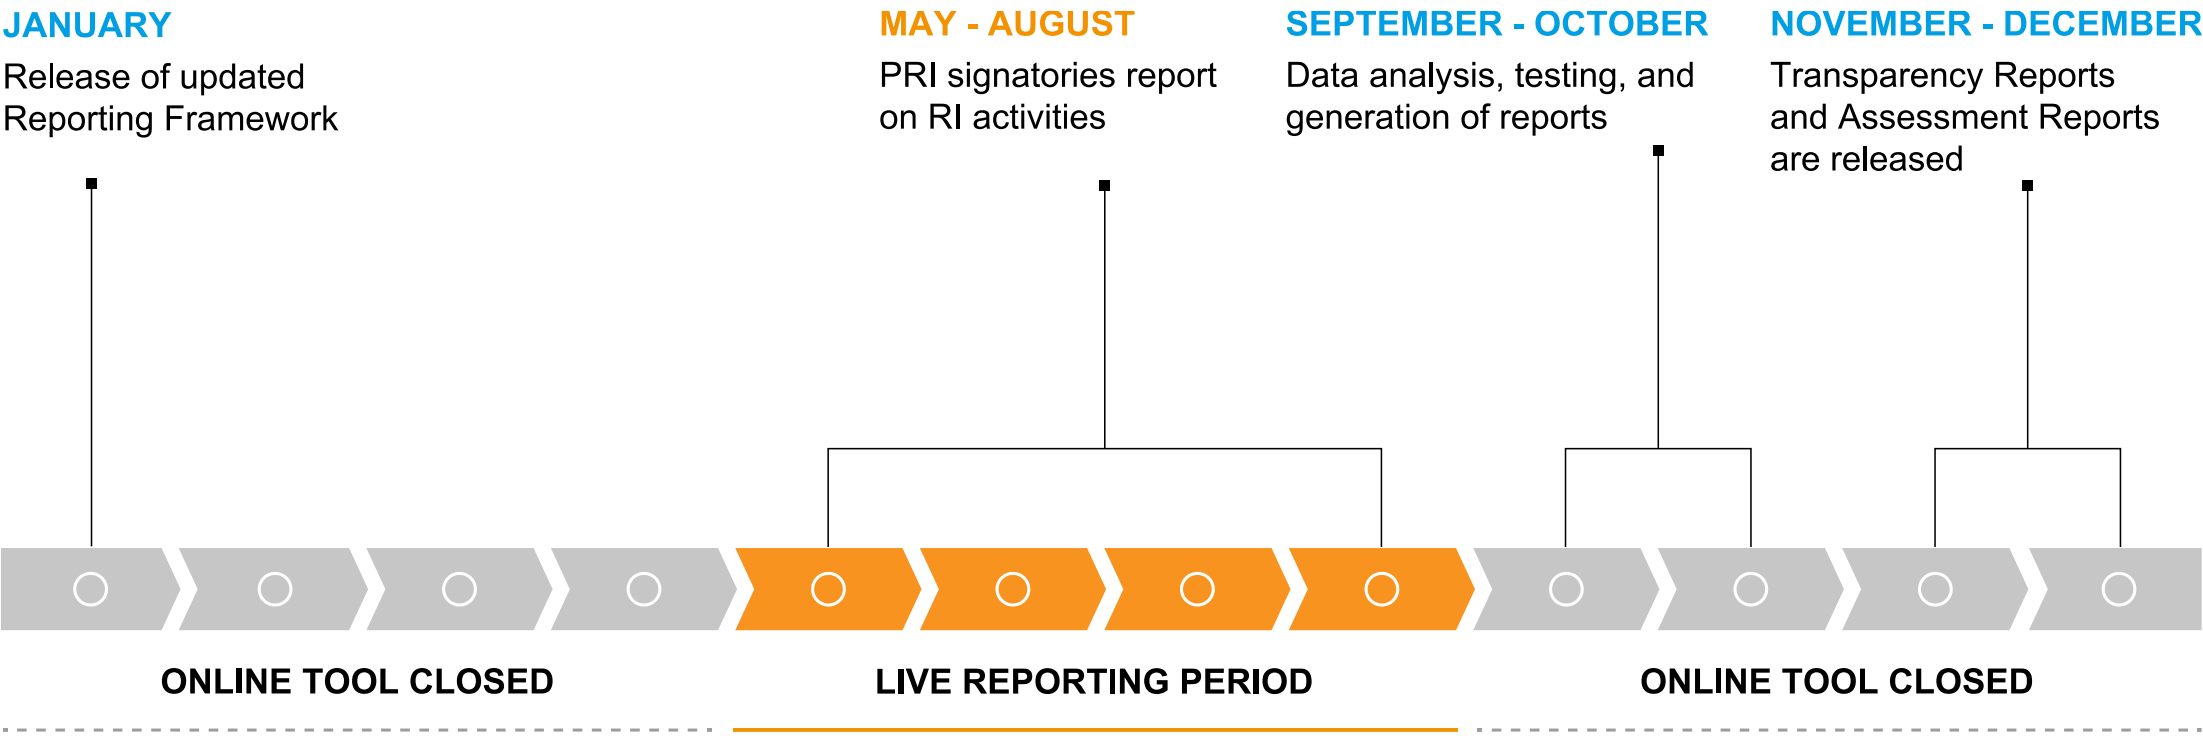 JANUARY
Release of updated
Reporting Framework
MAY - AUGUST
PRI signatories report
on RI activities
SEPTEMBER - OCTOBER
Data analysis, testing, and
generation of reports
NOVEMBER - DECEMBER
Transparency Reports
and Assessment Reports
are released
ONLINE TOOL CLOSED
LIVE REPORTING PERIOD
ONLINE TOOL CLOSED